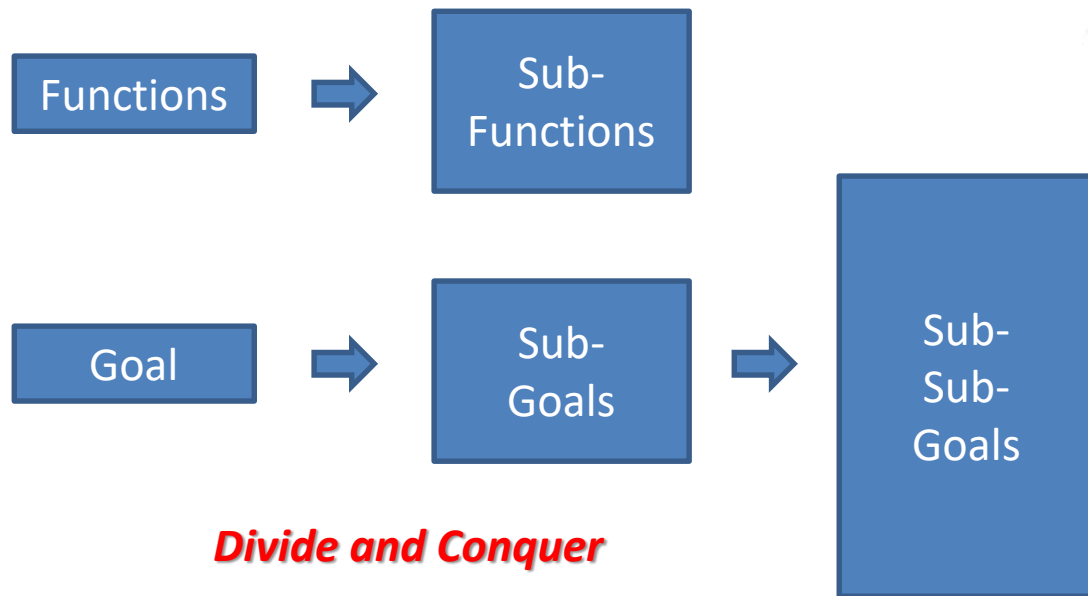 Functions
Sub-
Functions
Goal
Sub-
Goals
Sub-
Sub-
Goals
Divide and Conquer